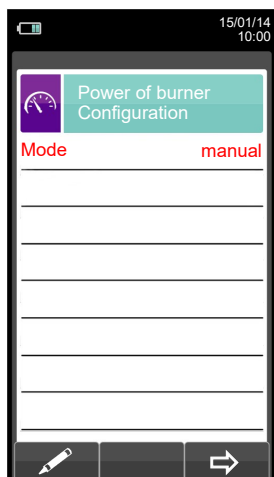 15/01/14
10:00
Power of burner
Configuration
Mode manual